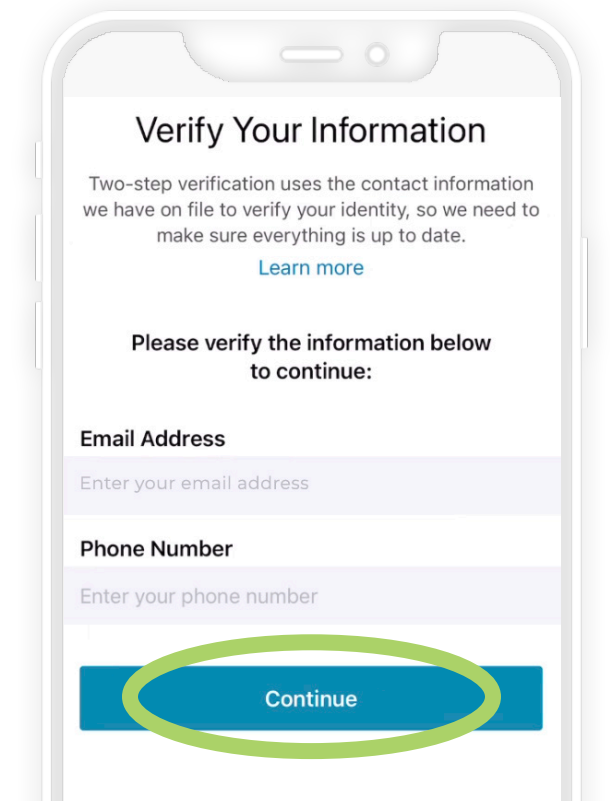 Verify Your Information
Two-step verification uses the contact information
we have on file to verify your identity, so we need to
make sure everything is up to date.
Learn more
Please verify the information below
to continue:
Email Address
Enter your email address
Phone Number
Enter your phone number
Continue